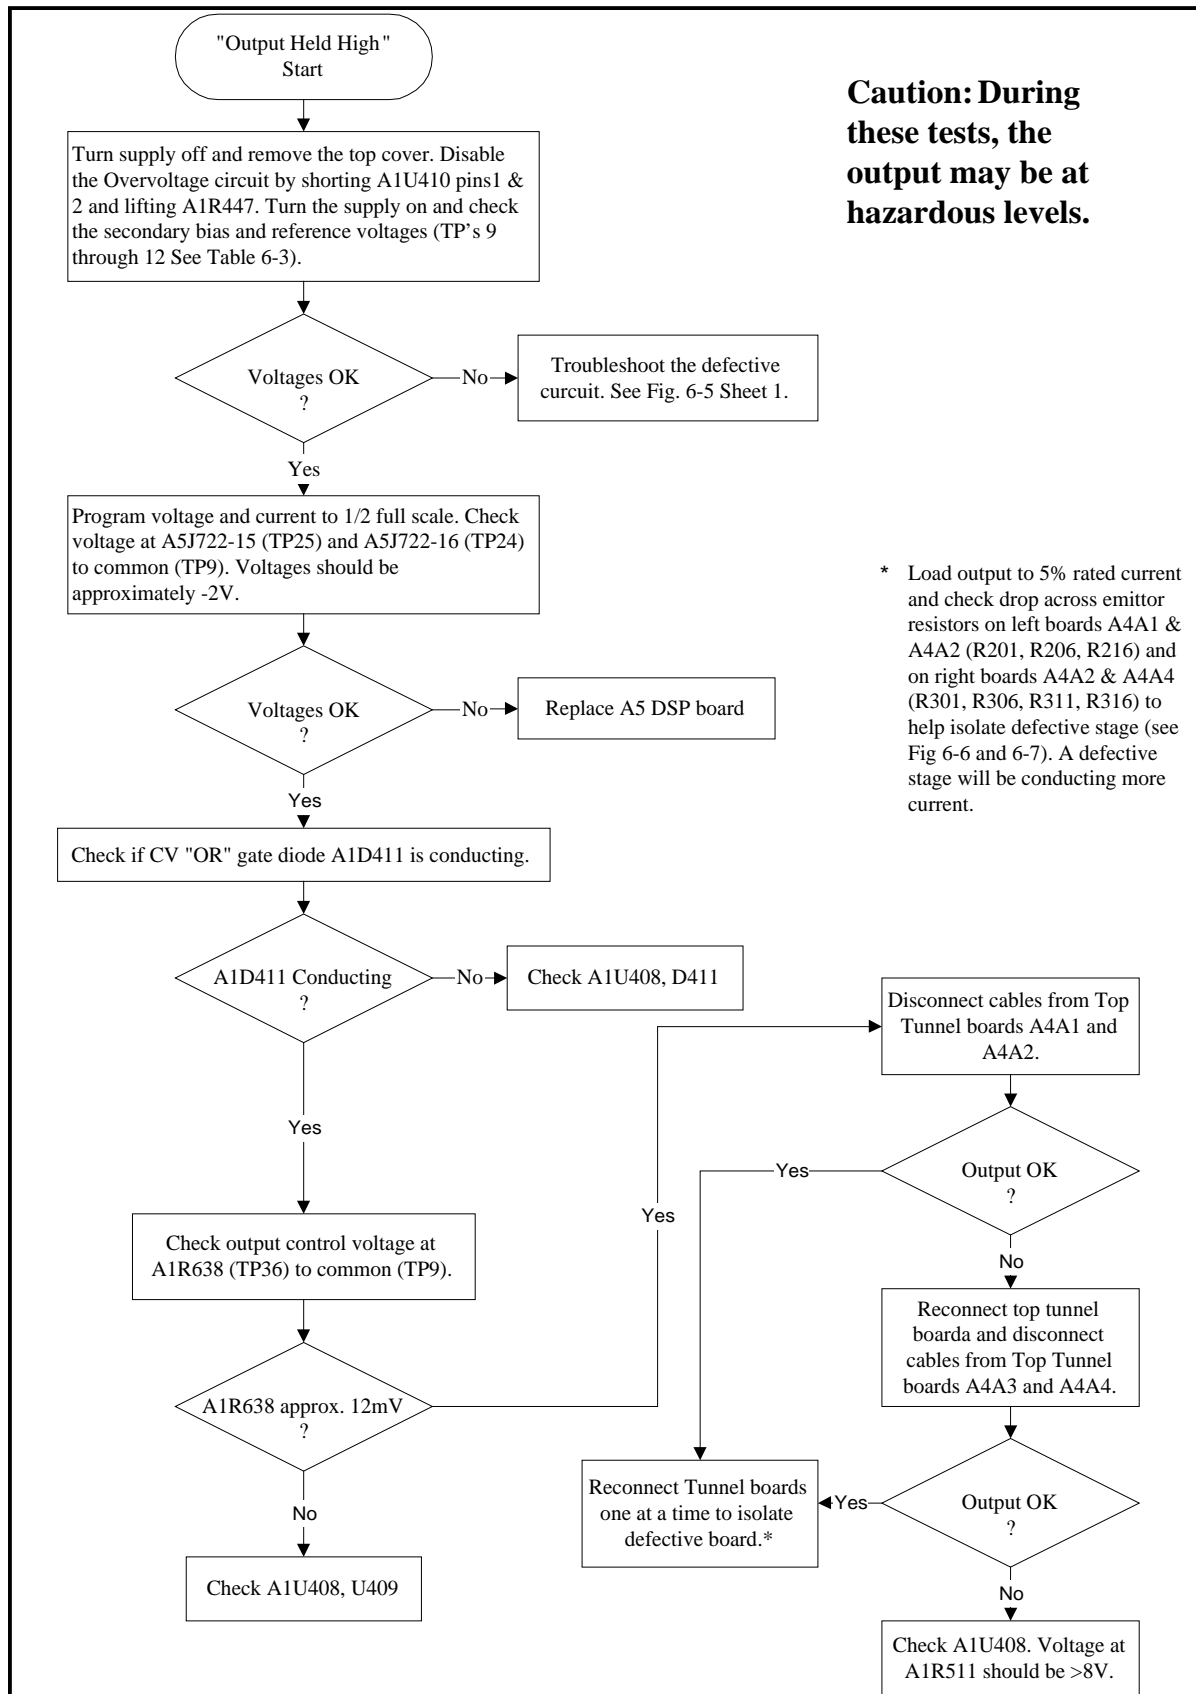 "Output Held High"
Start
Caution: During
these tests, the
output may be at
hazardous levels.
Turn supply off and remove the top cover. Disable
the Overvoltage circuit by shorting A1U410 pins1 &
2 and lifting A1R447. Turn the supply on and check
the secondary bias and reference voltages (TP's 9
through 12 See Table 6-3).
Voltages OK
?
No
Troubleshoot the defective
curcuit. See Fig. 6-5 Sheet 1.
Yes
Program voltage and current to 1/2 full scale. Check
voltage at A5J722-15 (TP25) and A5J722-16 (TP24)
to common (TP9). Voltages should be
approximately -2V.
* Load output to 5% rated current
and check drop across emittor
resistors on left boards A4A1 &
A4A2 (R201, R206, R216) and
on right boards A4A2 & A4A4
(R301, R306, R311, R316) to
help isolate defective stage (see
Fig 6-6 and 6-7). A defective
stage will be conducting more
current.
Voltages OK
?
No
Replace A5 DSP board
Yes
Check if CV "OR" gate diode A1D411 is conducting.
A1D411 Conducting
?
No
Check A1U408, D411
Yes
Check output control voltage at
A1R638 (TP36) to common (TP9).
A1R638 approx. 12mV
?
Yes
No
Check A1U408, U409
Disconnect cables from Top
Tunnel boards A4A1 and
A4A2.
Output OK
?
Yes
No
Reconnect top tunnel
boarda and disconnect
cables from Top Tunnel
boards A4A3 and A4A4.
Output OK
?
Yes
Reconnect Tunnel boards
one at a time to isolate
defective board.*
No
Check A1U408. Voltage at
A1R511 should be >8V.